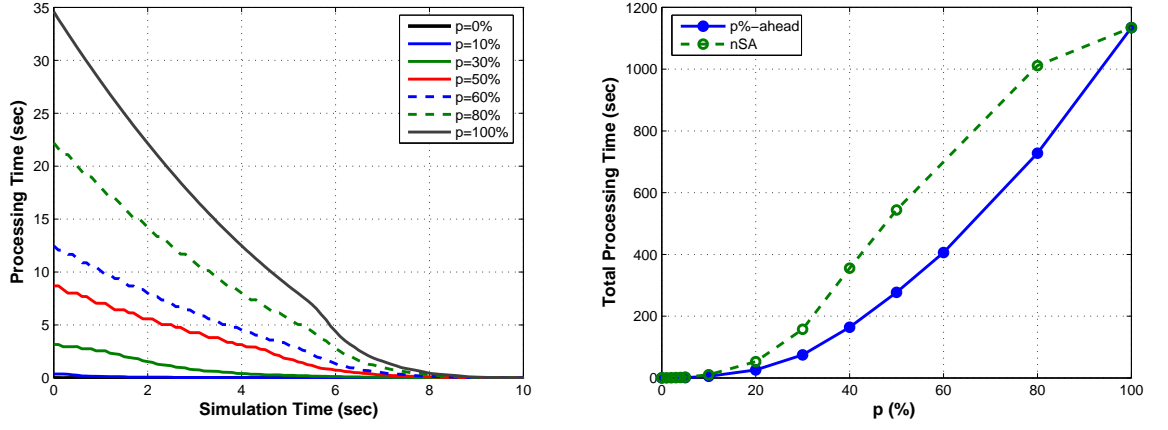 35
30
25
20
15
10
5
0
Processing Time (sec)
0 2 4 6 8 10
Simulation Time (sec)
p=0%
p=10%
p=30%
p=50%
p=60%
p=80%
p=100%
1200
1000
800
600
400
200
0
Total Processing Time (sec)
0 20 40 60 80 100
p (%)
p%−ahead
nSA